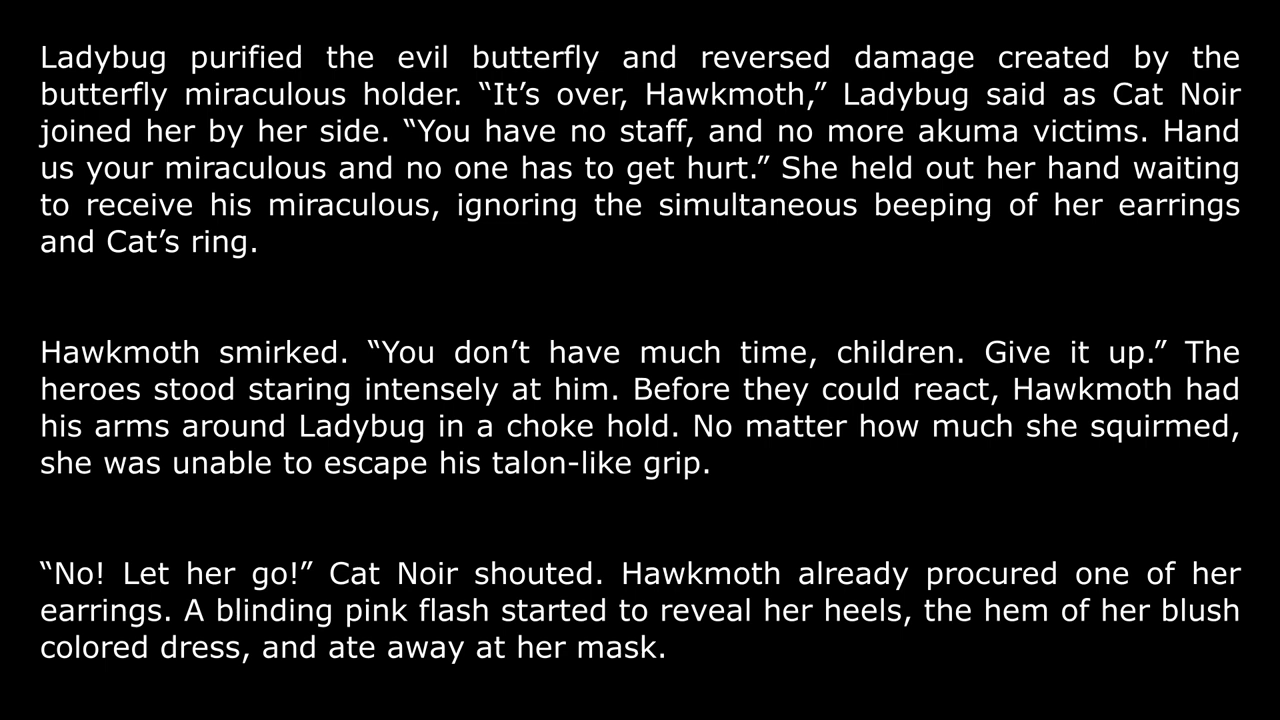 Ladybug purified the evil butterfly and reversed damage created by the
butterfly miraculous holder. “It’s over, Hawkmoth,” Ladybug said as Cat Noir
joined her by her side. “You have no staff, and no more akuma victims. Hand
us your miraculous and no one has to get hurt.” She held out her hand waiting
to receive his miraculous, ignoring the simultaneous beeping of her earrings
and Cat’s ring.
Hawkmoth smirked. “You don’t have much time, children. Give it up.” The
heroes stood staring intensely at him. Before they could react, Hawkmoth had
his arms around Ladybug in a choke hold. No matter how much she squirmed,
she was unable to escape his talon-like grip.
“No! Let her go!” Cat Noir shouted. Hawkmoth already procured one of her
earrings. A blinding pink flash started to reveal her heels, the hem of her blush
colored dress, and ate away at her mask.